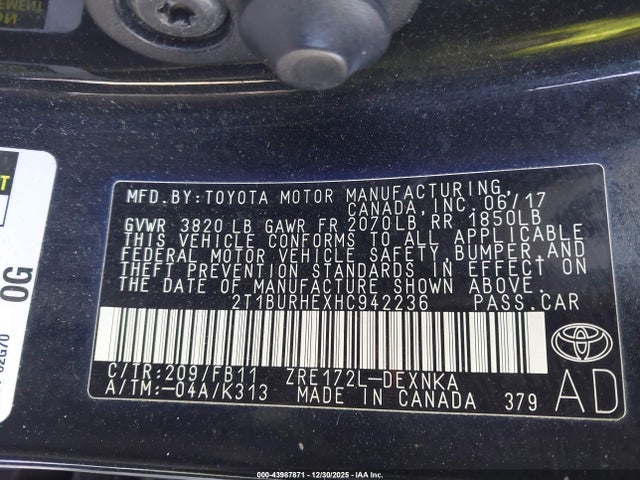 MFD.BY:TOYOTA MOTOR MANUFACTURING,
CANADA,INC. 06/17
GVWR 3820 LB GAWR FR 2070LB RR 1850LB
THIS VEHICLE CONFORMS TO ALL APPLICABLE
FEDERAL MOTOR VEHICLE SAFETY,BUMPER,AND
THEFT PREVENTION STANDARDS IN EFFECT ON
THE DATE OF MANUFACTURE SHOWN ABOVE.
2T1BURHEXHC942236 PASS.CAR
C/TR:209/FB11 ZRE172L-DEXNKA
A/TM:-04A/K313 MADE IN CANADA 379
AD
OG
000-43987871 - 12/30/2025 - IAA Inc.